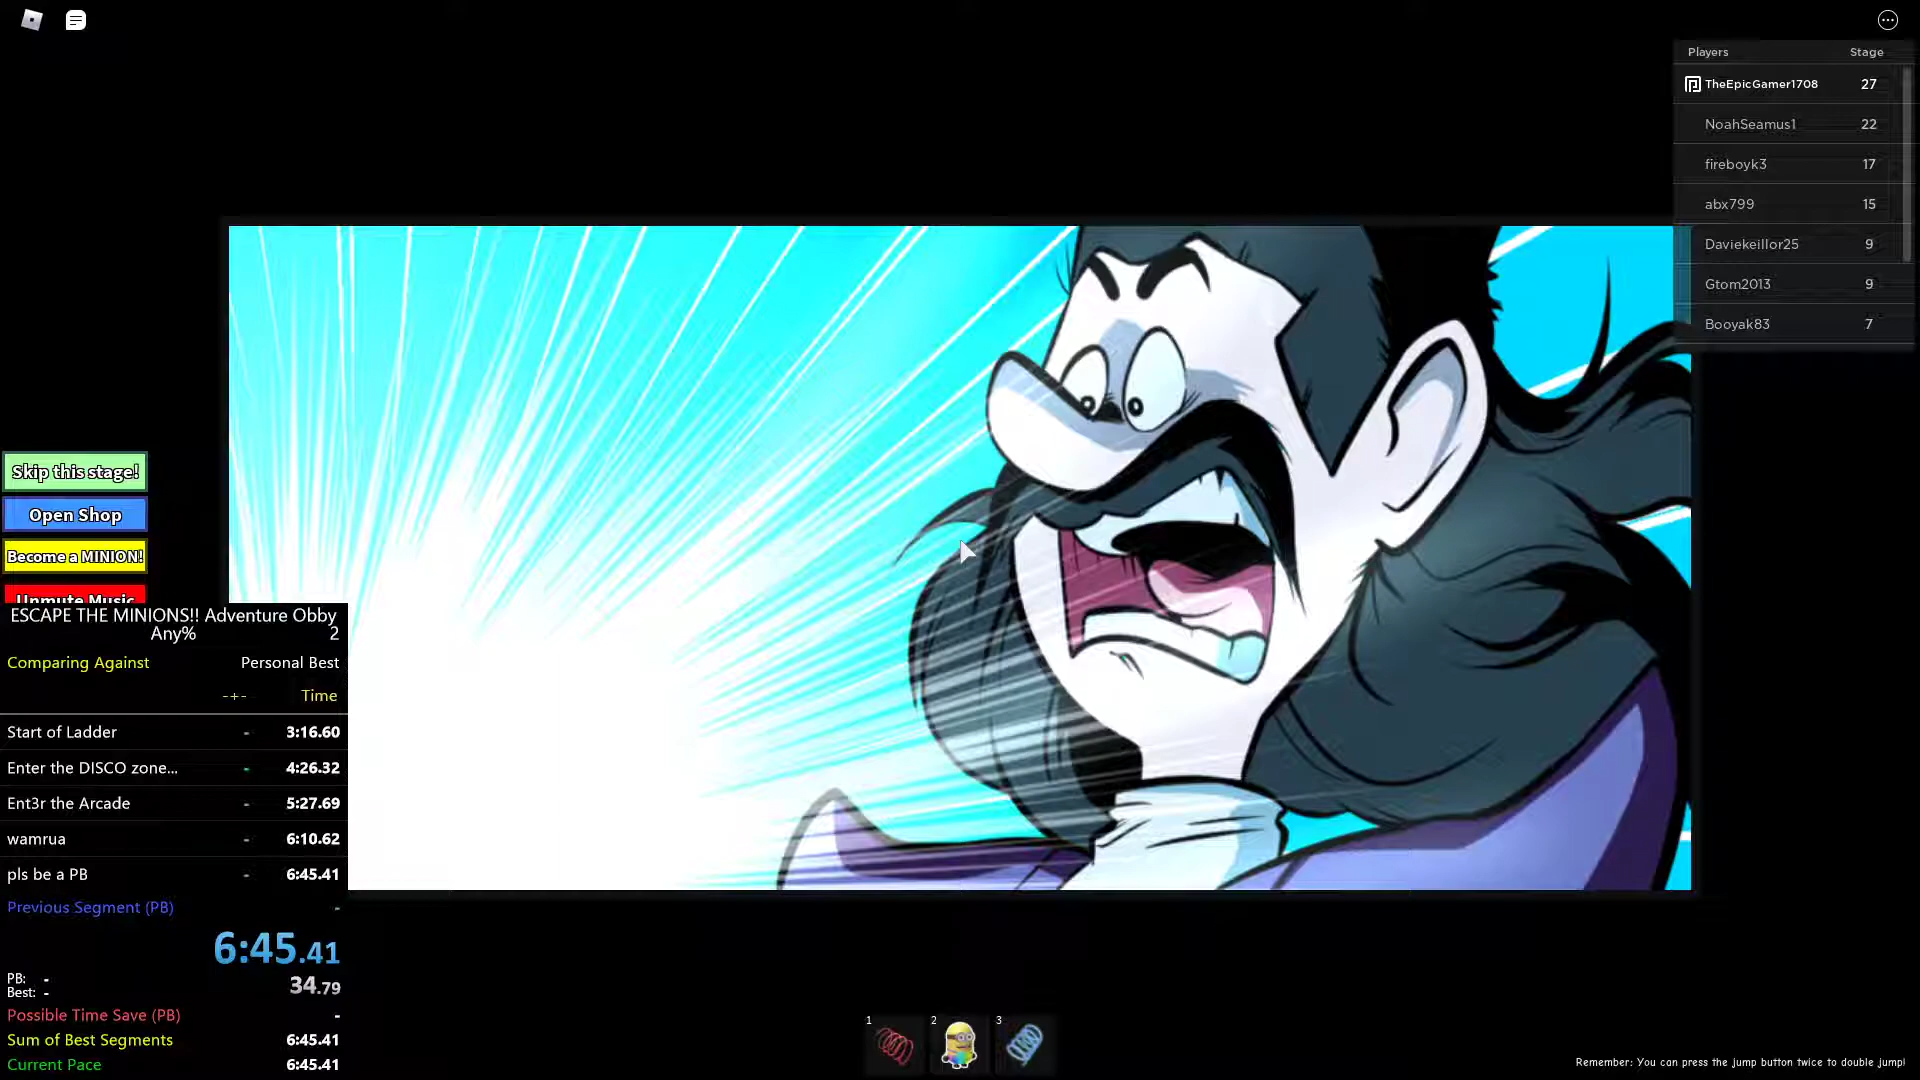 Players Stage
TheEpicGamer1708 27
NoahSeamus1 22
fireboyk3 17
abx799 15
Daviekeillor25 9
Gtom2013 9
Booyak83 7
Skip this stage!
Open Shop
Become a MINION!
Unmute Music
ESCAPE THE MINIONS!! Adventure Obby
Any% 2
Comparing Against Personal Best
-+- Time
Start of Ladder - 3:16.60
Enter the DISCO zone... - 4:26.32
Ent3r the Arcade - 5:27.69
wamrua - 6:10.62
pls be a PB - 6:45.41
Previous Segment (PB) -
6:45.41
PB: - 34.79
Best: -
Possible Time Save (PB) -
Sum of Best Segments 6:45.41
Current Pace 6:45.41
1 2 3
Remember: You can press the jump button twice to double jump!